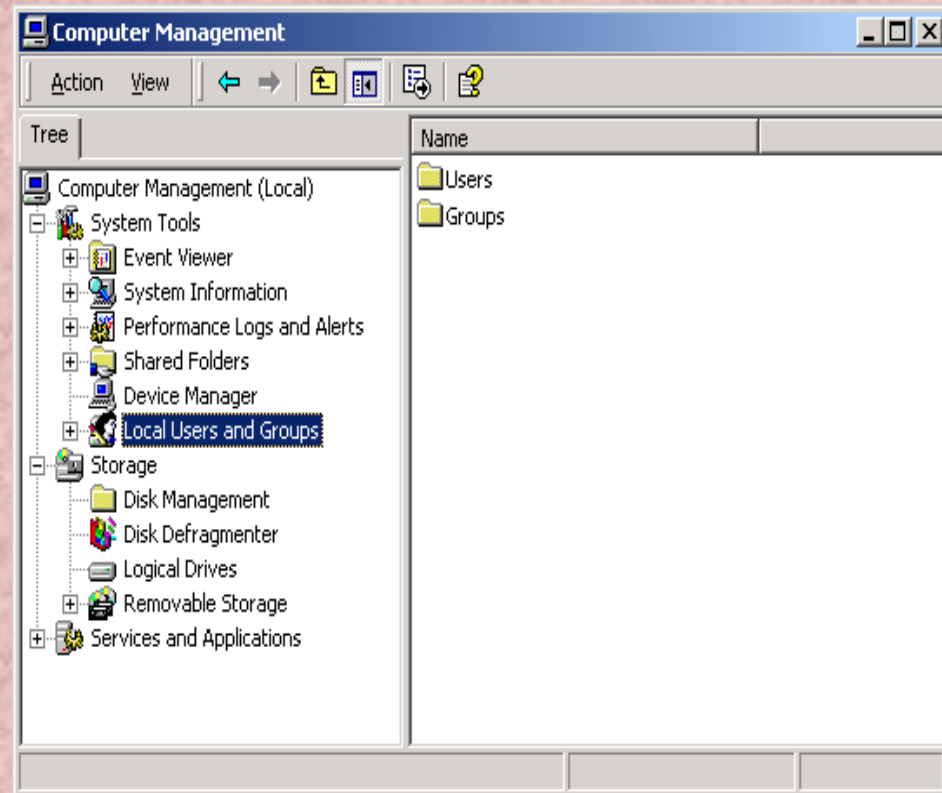 Computer Management
Action View
Tree
Name
Computer Management (Local)
System Tools
Event Viewer
System Information
Performance Logs and Alerts
Shared Folders
Device Manager
Local Users and Groups
Storage
Disk Management
Disk Defragmenter
Logical Drives
Removable Storage
Services and Applications
Users
Groups